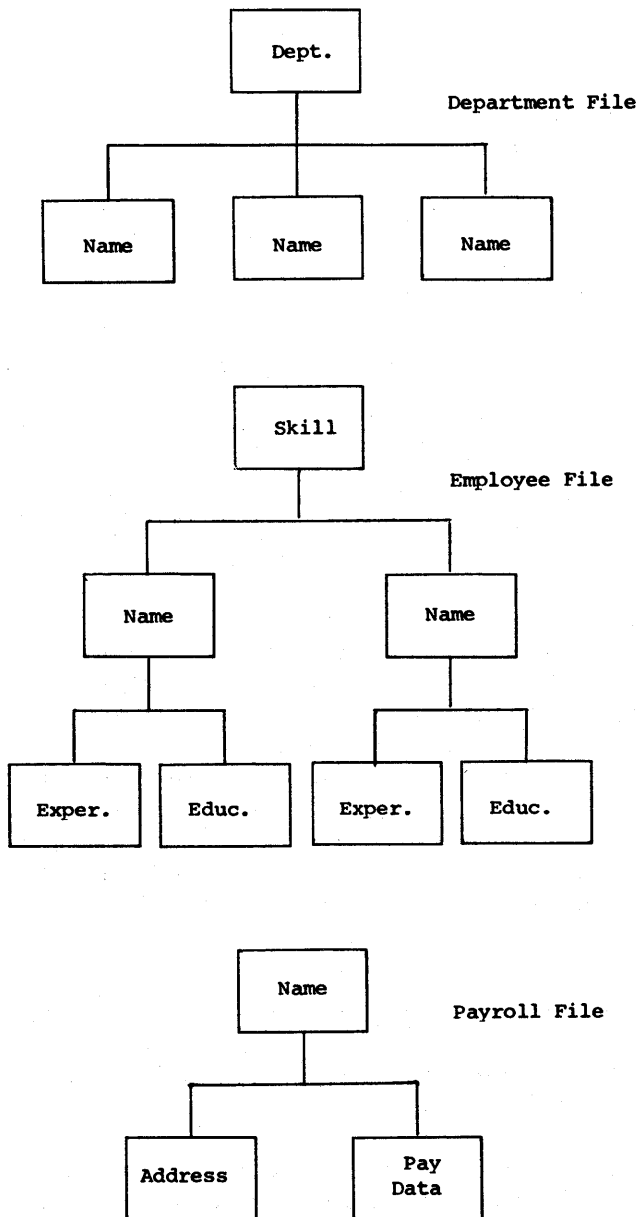 Dept.
Department File
Name
Name
Name
Skill
Employee File
Name
Name
Exper.
Educ.
Exper.
Educ.
Name
Payroll File
Address
Pay
Data